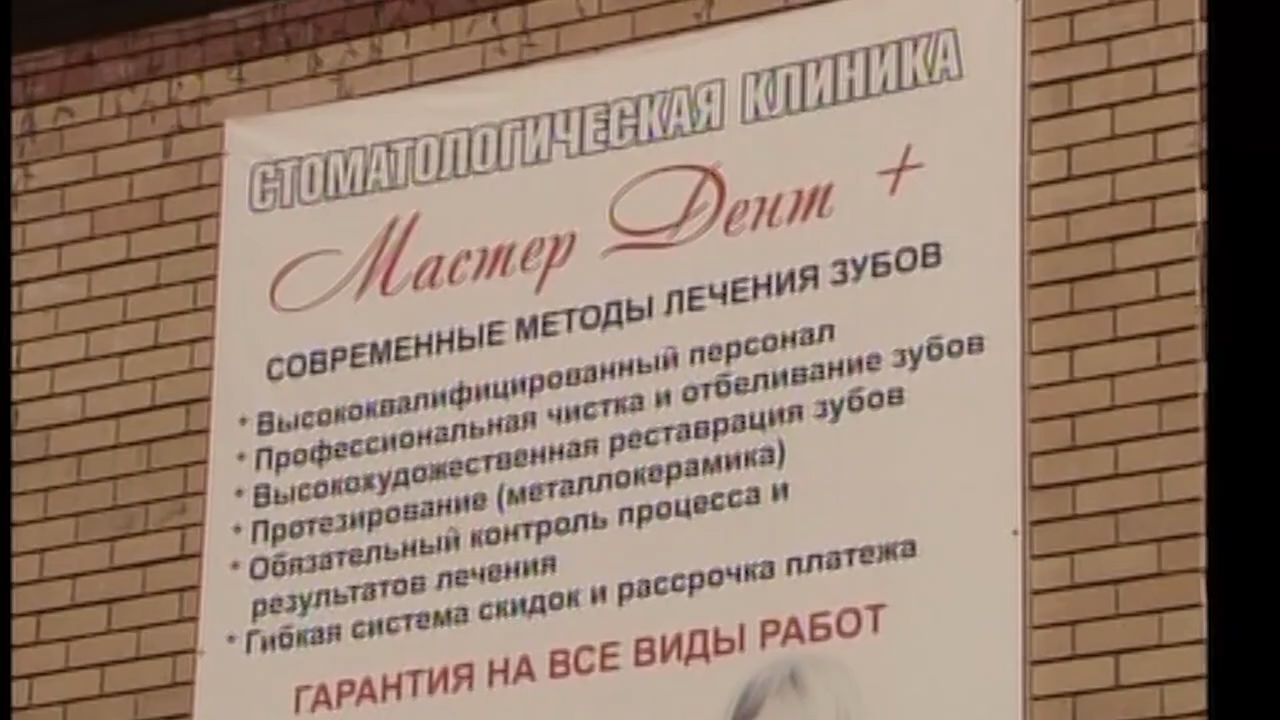 СТОМАТОЛОГИЧЕСКАЯ КЛИНИКА
Мастер Дент +
СОВРЕМЕННЫЕ МЕТОДЫ ЛЕЧЕНИЯ ЗУБОВ
* Высококвалифицированный персонал
* Профессиональная чистка и отбеливание зубов
* Высокохудожественная реставрация зубов
* Протезирование (металлокерамика)
* Обязательный контроль процесса и
результатов лечения
* Гибкая система скидок и рассрочка платежа
ГАРАНТИЯ НА ВСЕ ВИДЫ РАБОТ